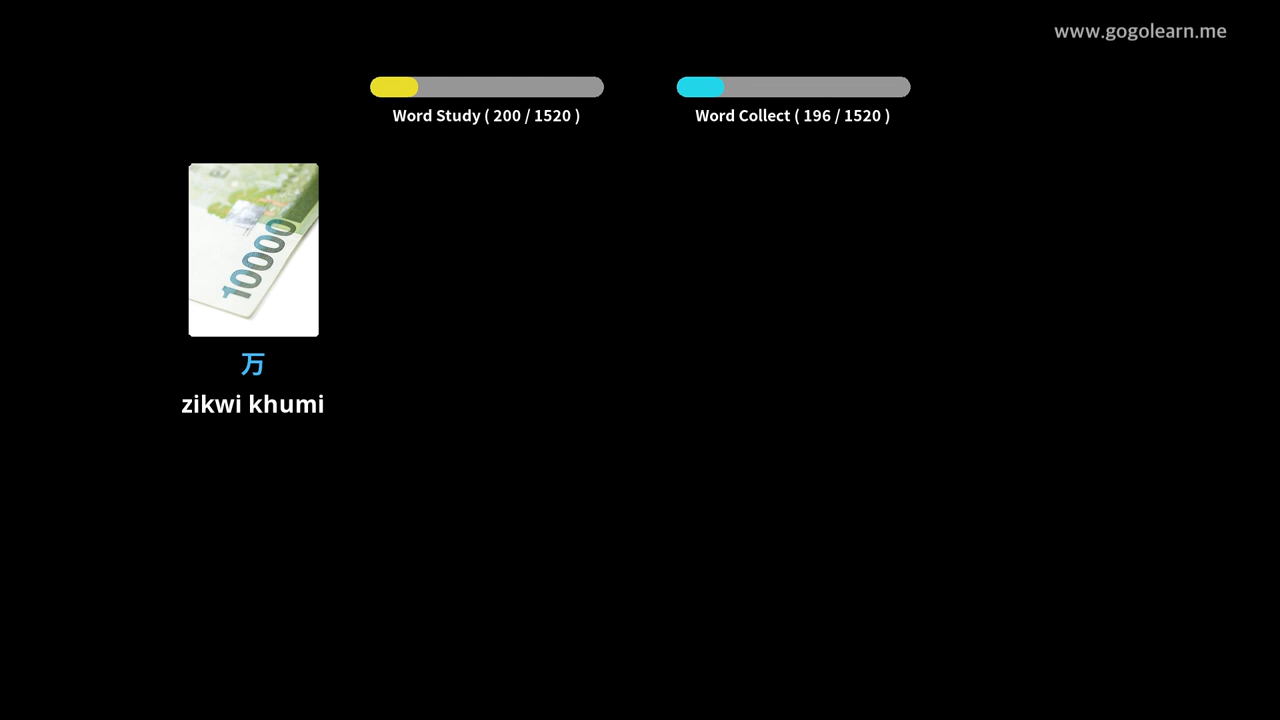 www.gogolearn.me
Word Study ( 200 / 1520 )
Word Collect ( 196 / 1520 )
10000
万
zikwi khumi